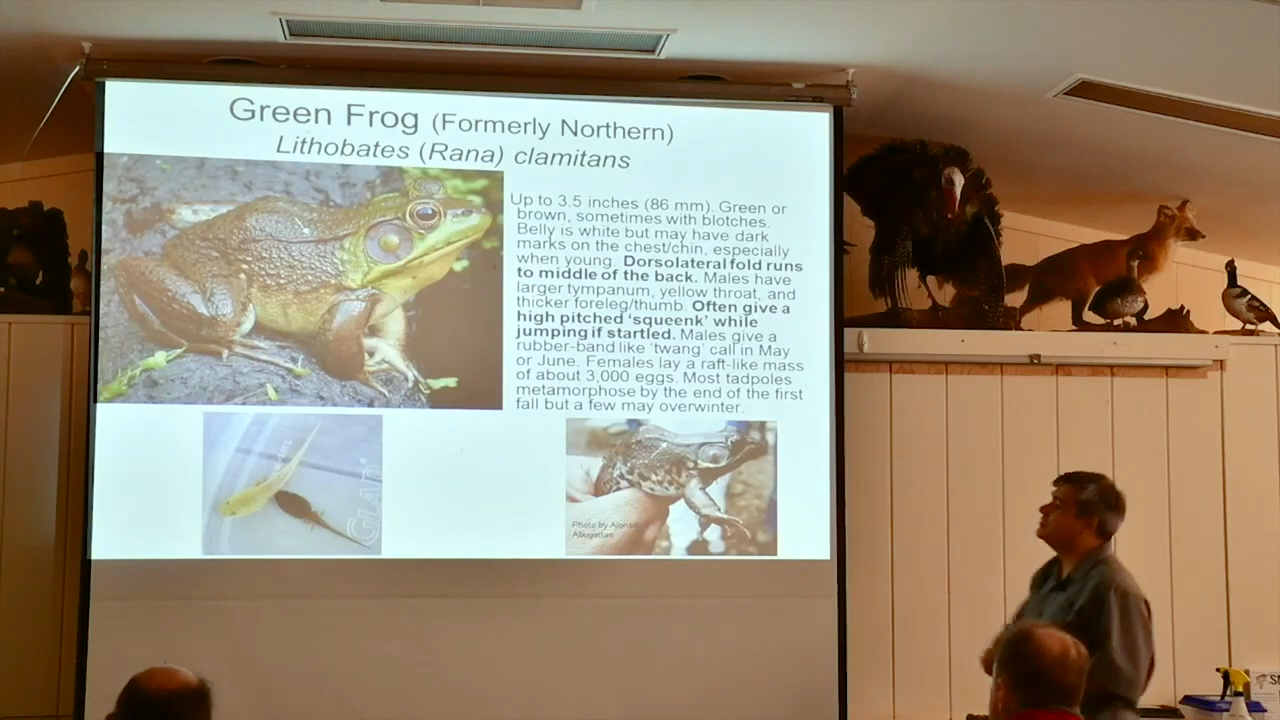 Green Frog (Formerly Northern)
Lithobates (Rana) clamitans
Up to 3.5 inches (86 mm). Green or
brown, sometimes with blotches.
Belly is white but may have dark
marks on the chest/chin, especially
when young. Dorsolateral fold runs
to middle of the back. Males have
larger tympanum, yellow throat, and
thicker foreleg/thumb. Often give a
high pitched 'squeenk' while
jumping if startled. Males give a
rubber-band like 'twang' call in May
or June. Females lay a raft-like mass
of about 3,000 eggs. Most tadpoles
metamorphose by the end of the first
fall but a few may overwinter.
GLAD
Photo by Alonso
Abugattas